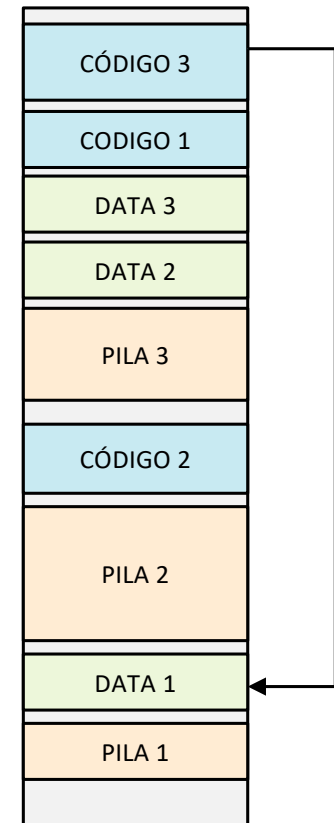 CÓDIGO 3
CODIGO 1
DATA 3
DATA 2
PILA 3
CÓDIGO 2
PILA 2
DATA 1
PILA 1